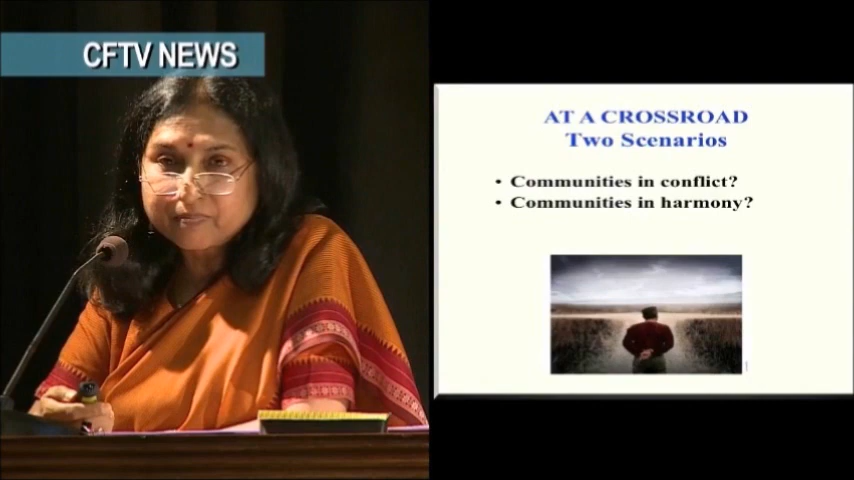 CFTV NEWS
AT A CROSSROAD
Two Scenarios
• Communities in conflict?
• Communities in harmony?